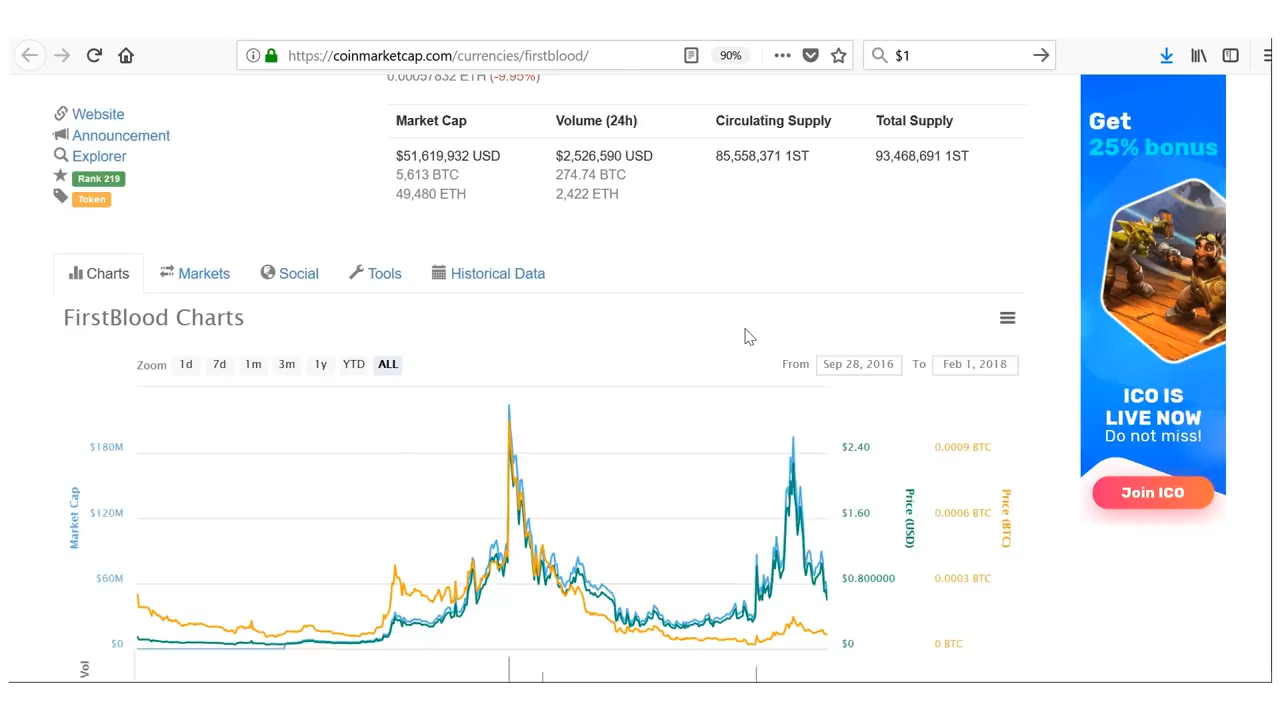 https://coinmarketcap.com/currencies/firstblood/
90%
$1
0.00057832 ETH (-9.95%)
Website
Announcement
Explorer
Rank 219
Token
Market Cap Volume (24h) Circulating Supply Total Supply
$51,619,932 USD $2,526,590 USD 85,558,371 1ST 93,468,691 1ST
5,613 BTC 274.74 BTC
49,480 ETH 2,422 ETH
Charts Markets Social Tools Historical Data
FirstBlood Charts
Zoom 1d 7d 1m 3m 1y YTD ALL From Sep 28, 2016 To Feb 1, 2018
$180M $2.40 0.0009 BTC
$120M $1.60 0.0006 BTC
$60M $0.800000 0.0003 BTC
$0 $0 0 BTC
Market Cap
Price (USD)
Price (BTC)
Vol
Get
25% bonus
ICO IS
LIVE NOW
Do not miss!
Join ICO